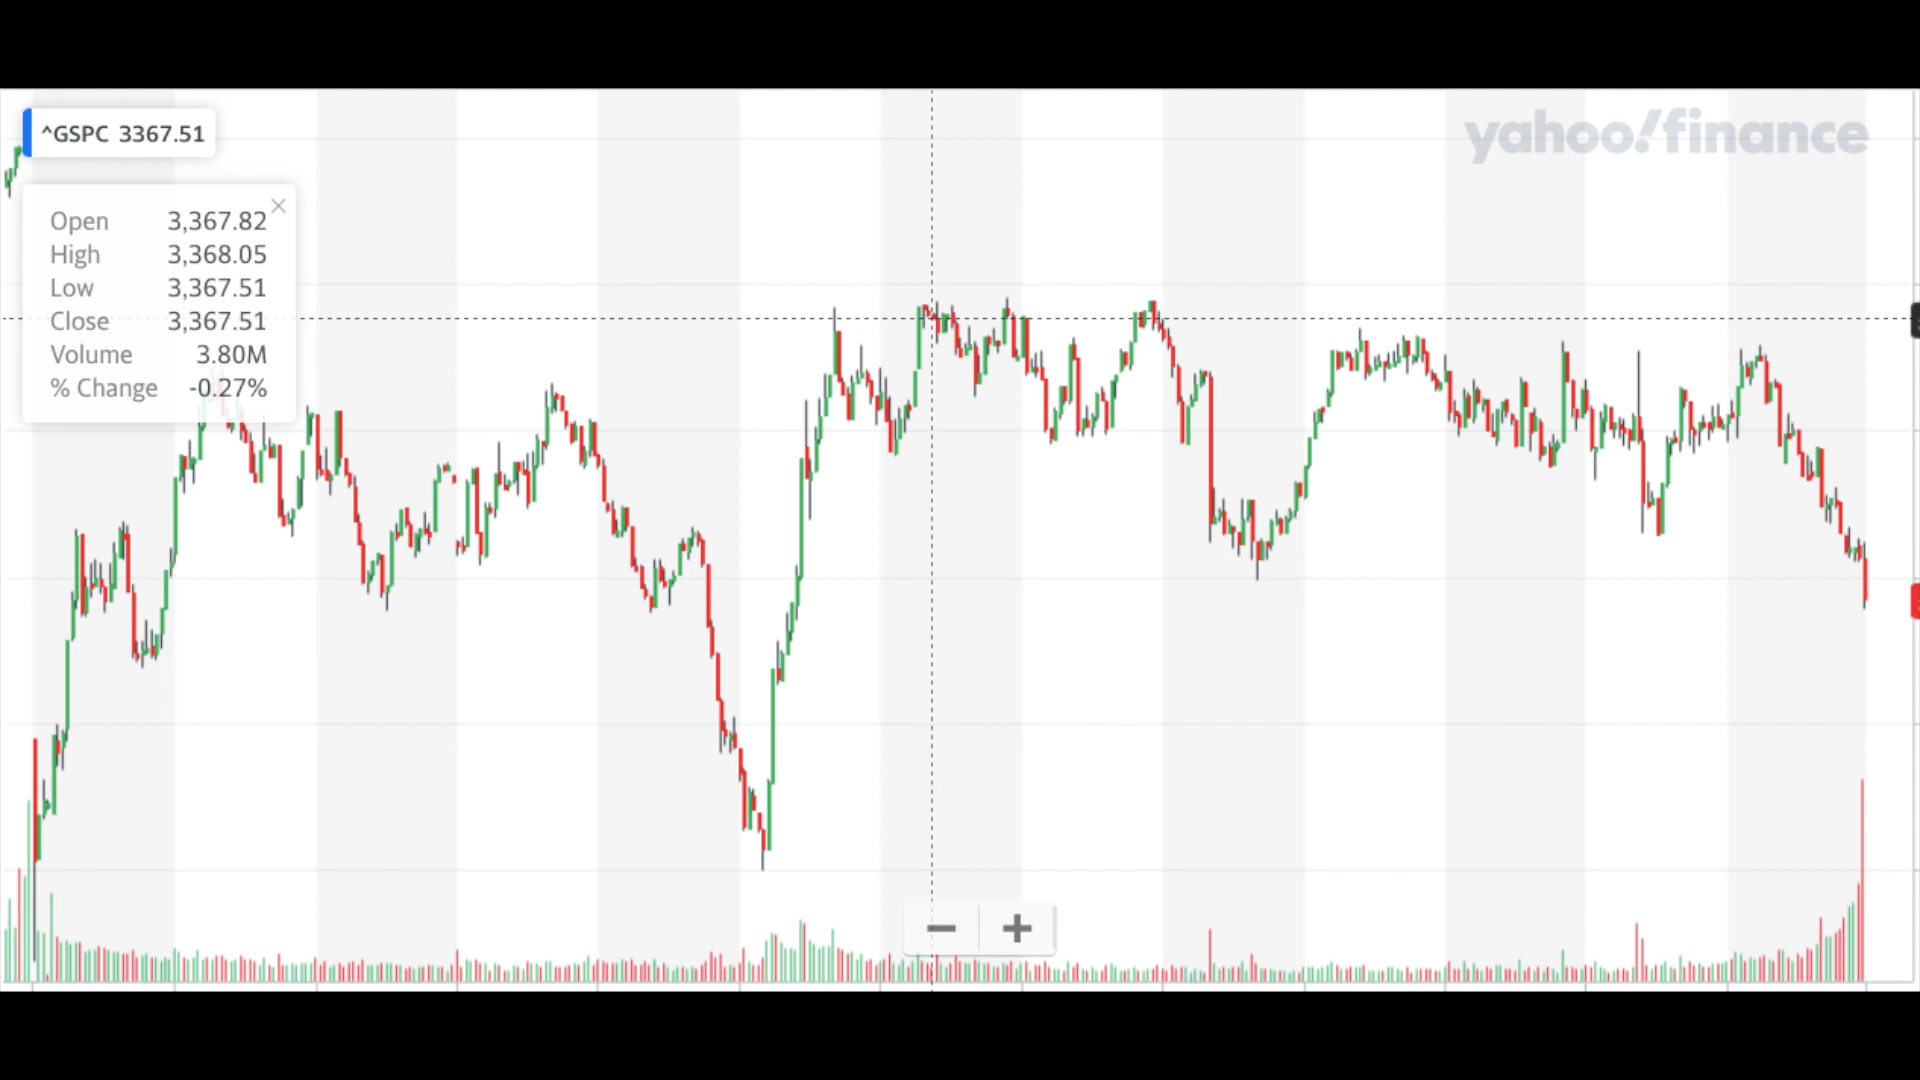 ^GSPC 3367.51
yahoo!finance
Open 3,367.82
High 3,368.05
Low 3,367.51
Close 3,367.51
Volume 3.80M
% Change -0.27%